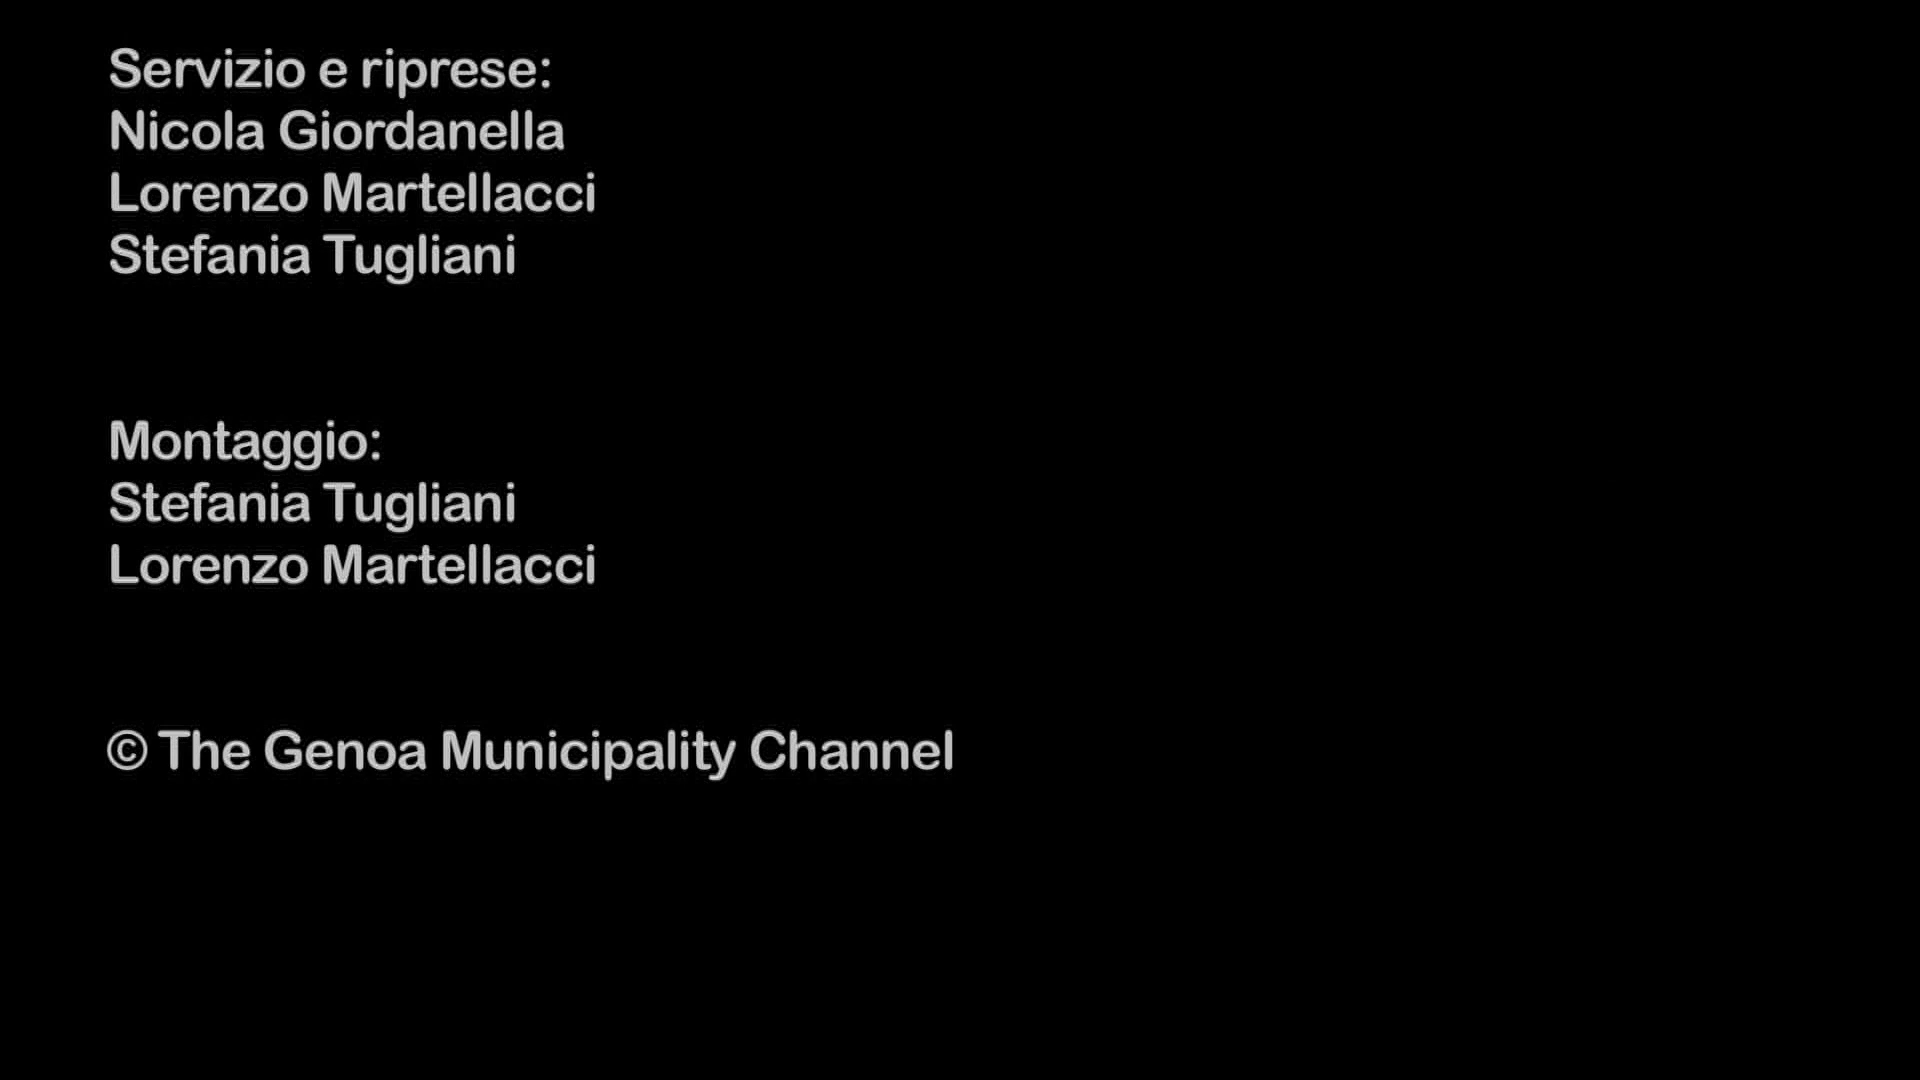 Servizio e riprese:
Nicola Giordanella
Lorenzo Martellacci
Stefania Tugliani
Montaggio:
Stefania Tugliani
Lorenzo Martellacci
© The Genoa Municipality Channel